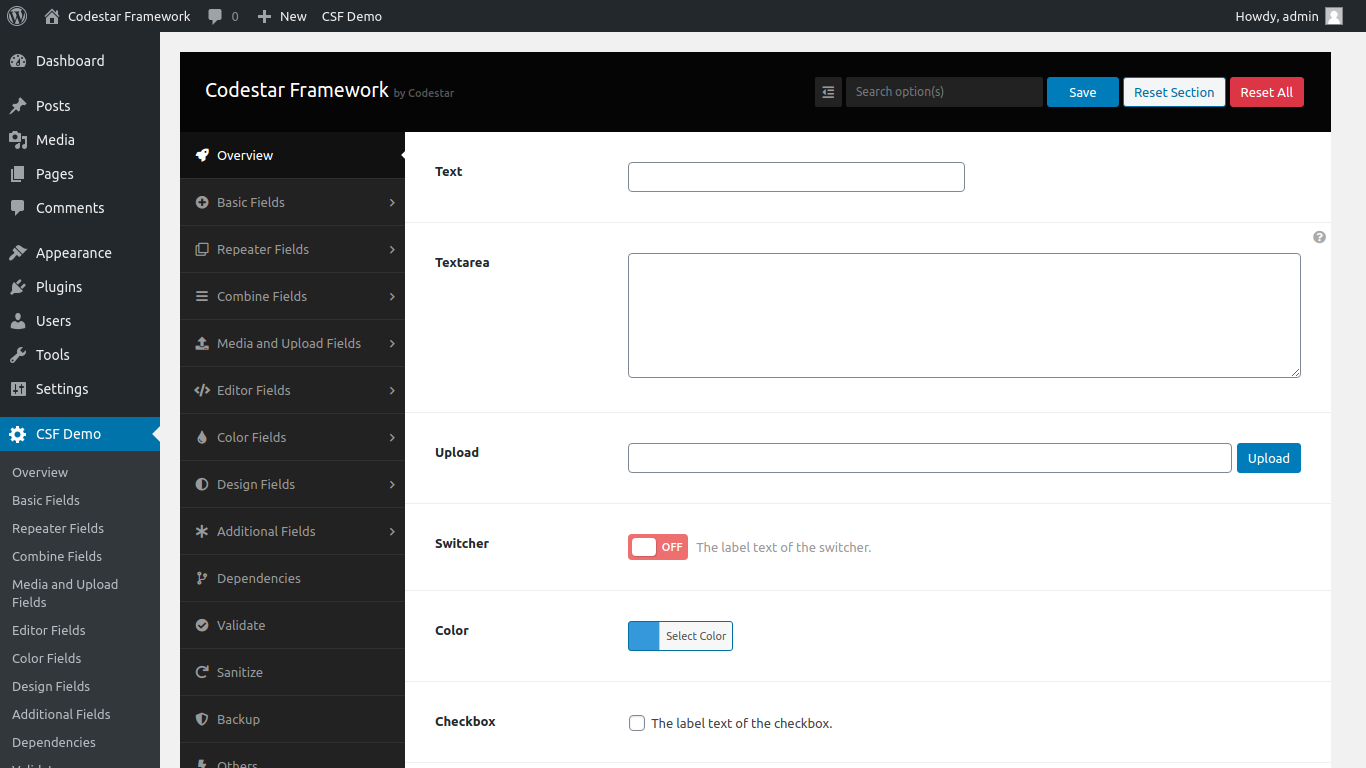 Codestar Framework 0 New CSF Demo Howdy, admin
Dashboard
Posts
Media
Pages
Comments
Appearance
Plugins
Users
Tools
Settings
CSF Demo
Overview
Basic Fields
Repeater Fields
Combine Fields
Media and Upload
Fields
Editor Fields
Color Fields
Design Fields
Additional Fields
Dependencies
Codestar Framework by Codestar
Search option(s)
Save
Reset Section
Reset All
Overview
Basic Fields
Repeater Fields
Combine Fields
Media and Upload Fields
Editor Fields
Color Fields
Design Fields
Additional Fields
Dependencies
Validate
Sanitize
Backup
Others
Text
Textarea
Upload
Upload
Switcher
OFF The label text of the switcher.
Color
Select Color
Checkbox
The label text of the checkbox.